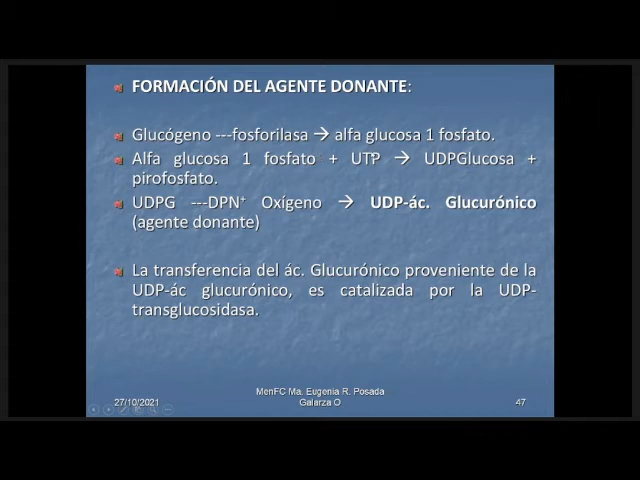 FORMACIÓN DEL AGENTE DONANTE:
Glucógeno ---fosforilasa → alfa glucosa 1 fosfato.
Alfa glucosa 1 fosfato + UTP → UDPGlucosa +
pirofosfato.
UDPG ---DPN⁺ Oxígeno → UDP-ác. Glucurónico
(agente donante)
La transferencia del ác. Glucurónico proveniente de la
UDP-ác glucurónico, es catalizada por la UDP-
transglucosidasa.
MenFC Ma. Eugenia R. Posada
27/10/2021 Galarza O 47